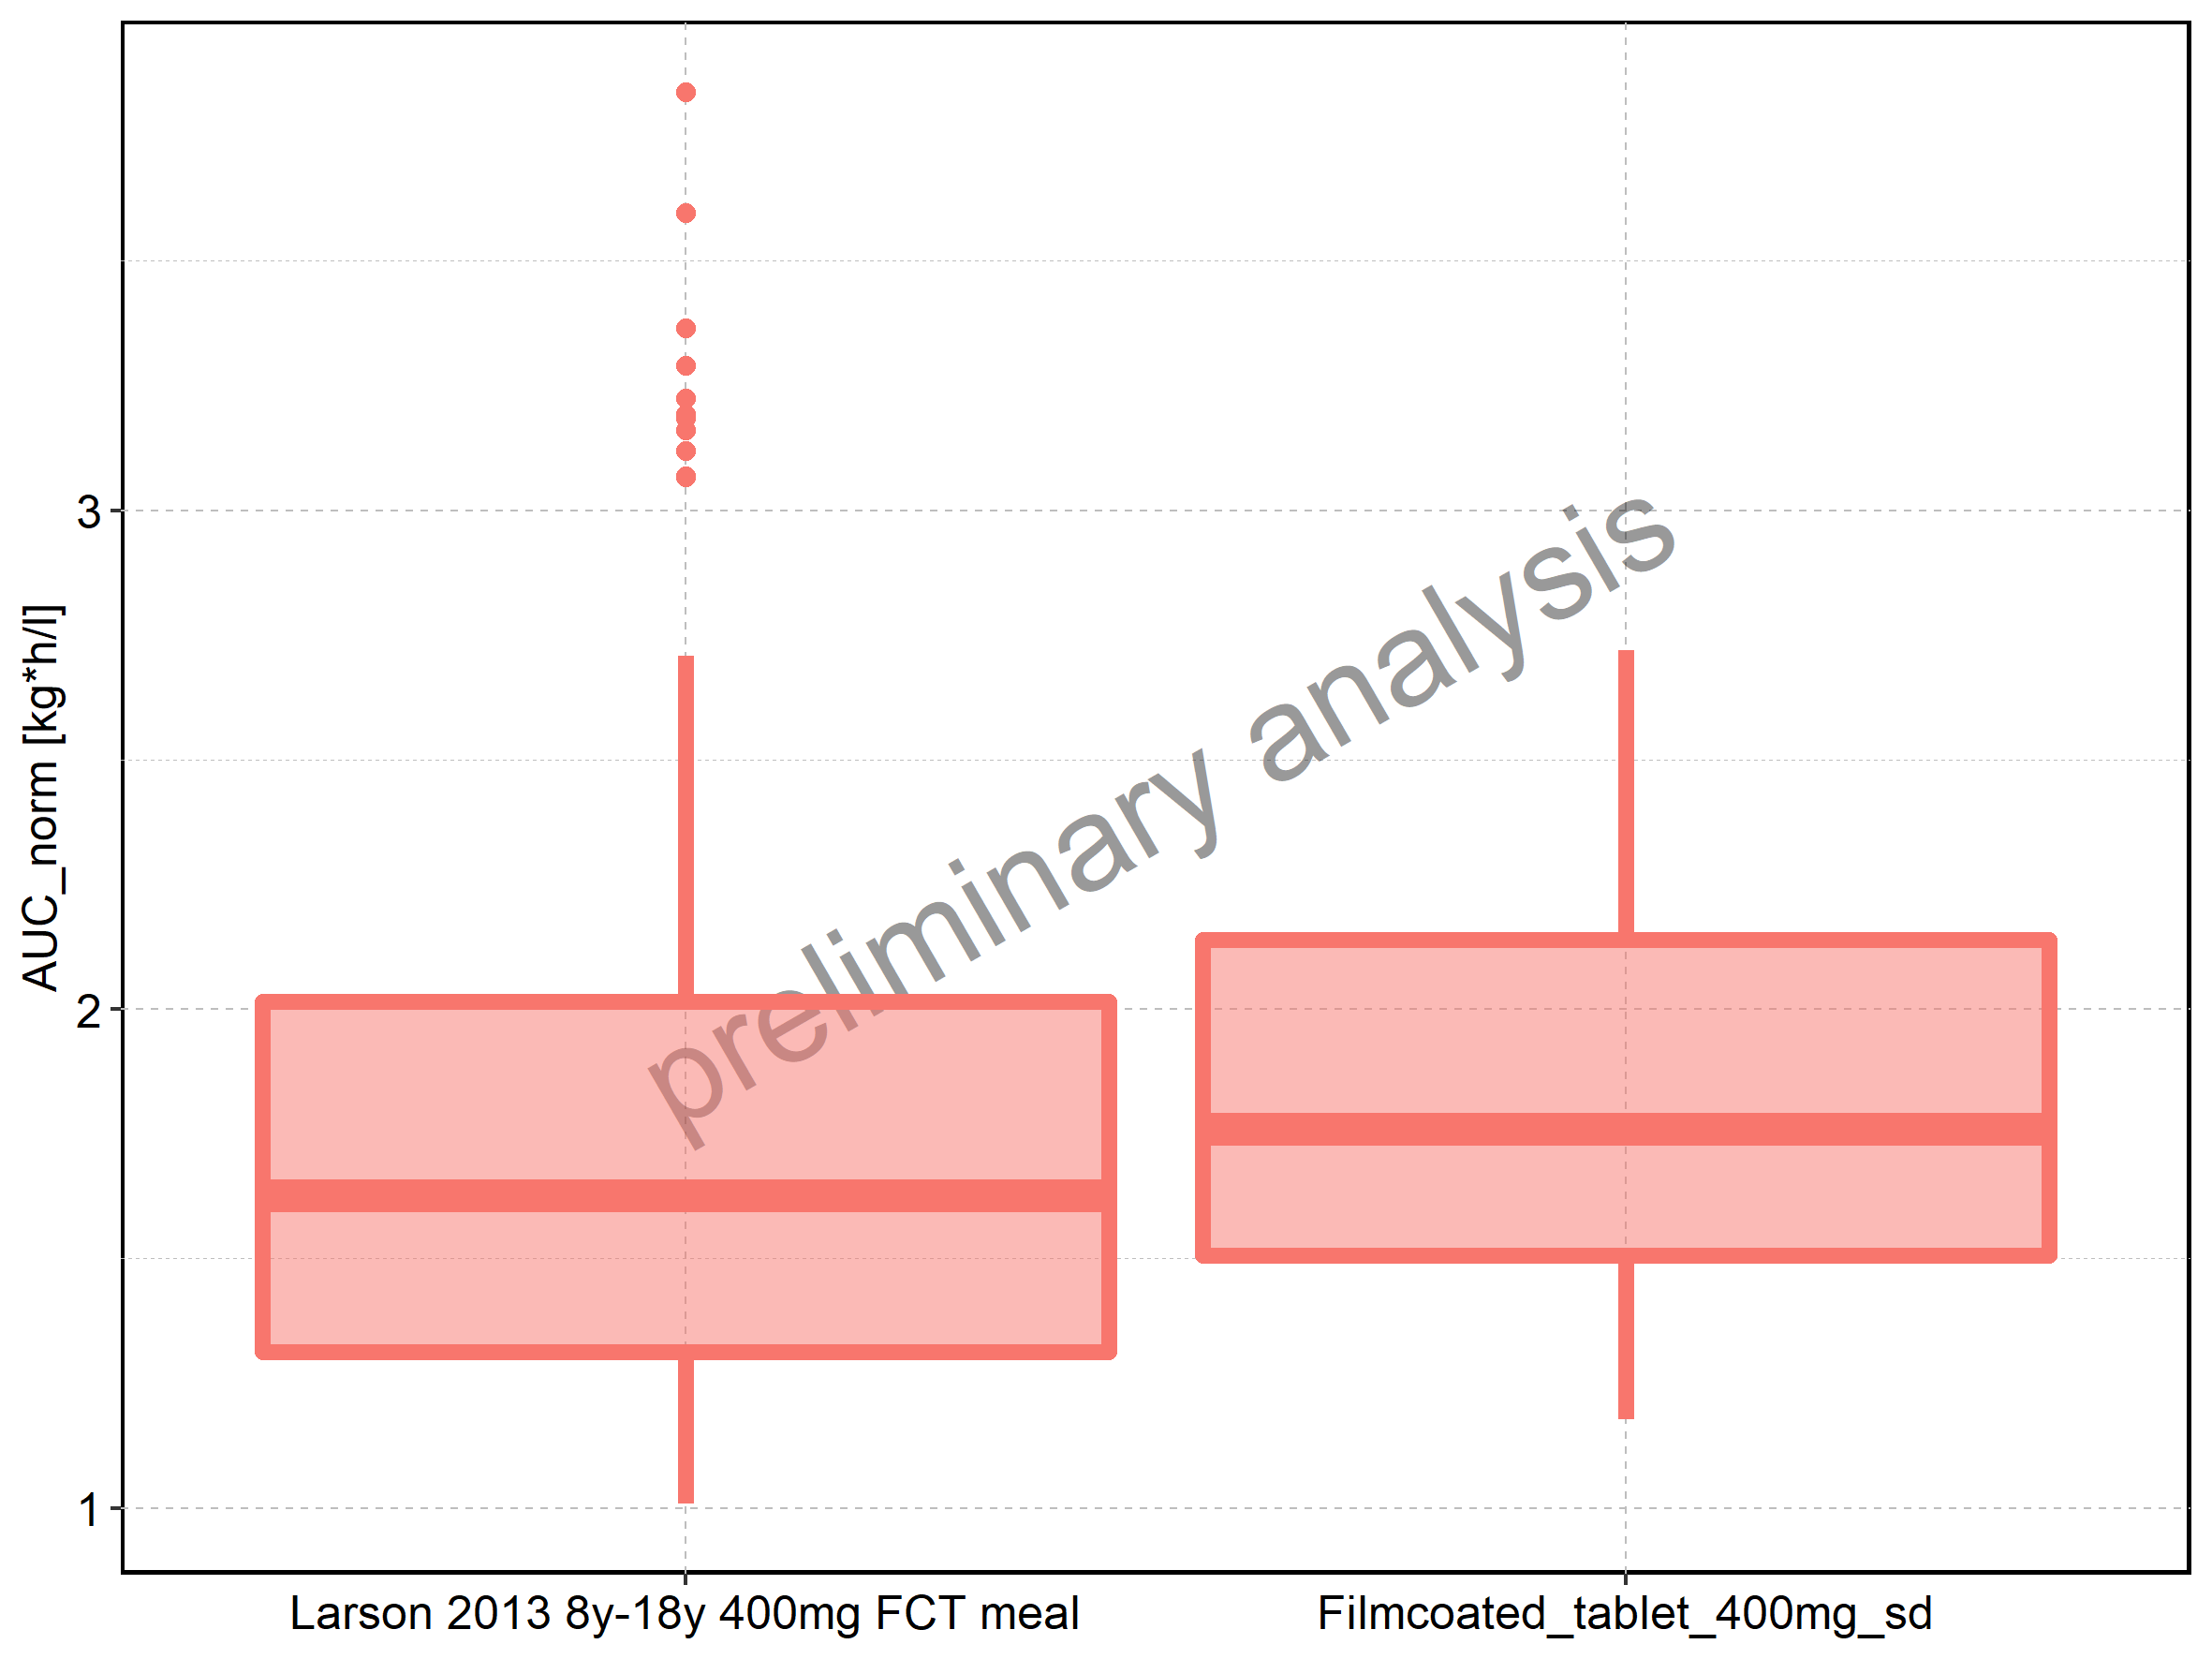 AUC_norm [kg*h/l]
3
2
1
preliminary analysis
Larson 2013 8y-18y 400mg FCT meal
Filmcoated_tablet_400mg_sd